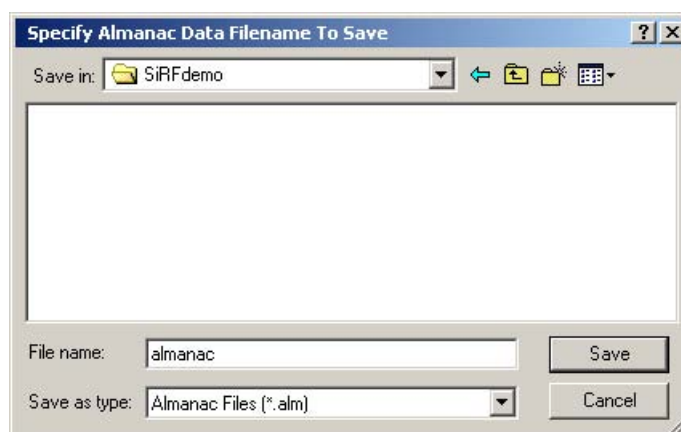 Specify Almanac Data Filename To Save
Save in: SiRFdemo
File name: almanac Save
Save as type: Almanac Files (*.alm) Cancel